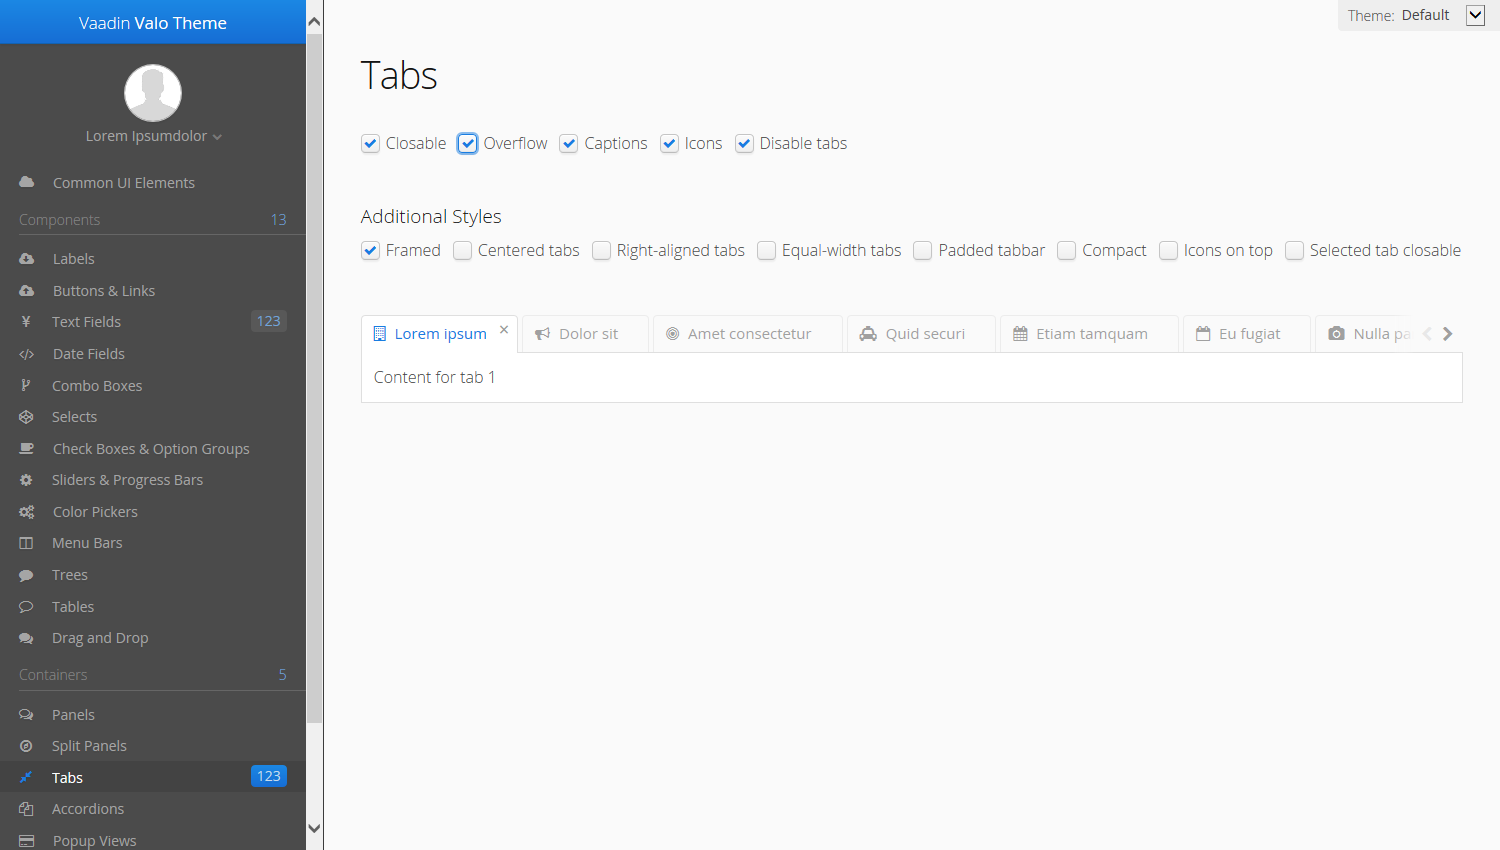 Vaadin Valo Theme
Lorem Ipsumdolor
Common UI Elements
Components 13
Labels
Buttons & Links
Text Fields 123
Date Fields
Combo Boxes
Selects
Check Boxes & Option Groups
Sliders & Progress Bars
Color Pickers
Menu Bars
Trees
Tables
Drag and Drop
Containers 5
Panels
Split Panels
Tabs 123
Accordions
Popup Views
Theme: Default
Tabs
Closable Overflow Captions Icons Disable tabs
Additional Styles
Framed Centered tabs Right-aligned tabs Equal-width tabs Padded tabbar Compact Icons on top Selected tab closable
Lorem ipsum Dolor sit Amet consectetur Quid securi Etiam tamquam Eu fugiat Nulla pa
Content for tab 1